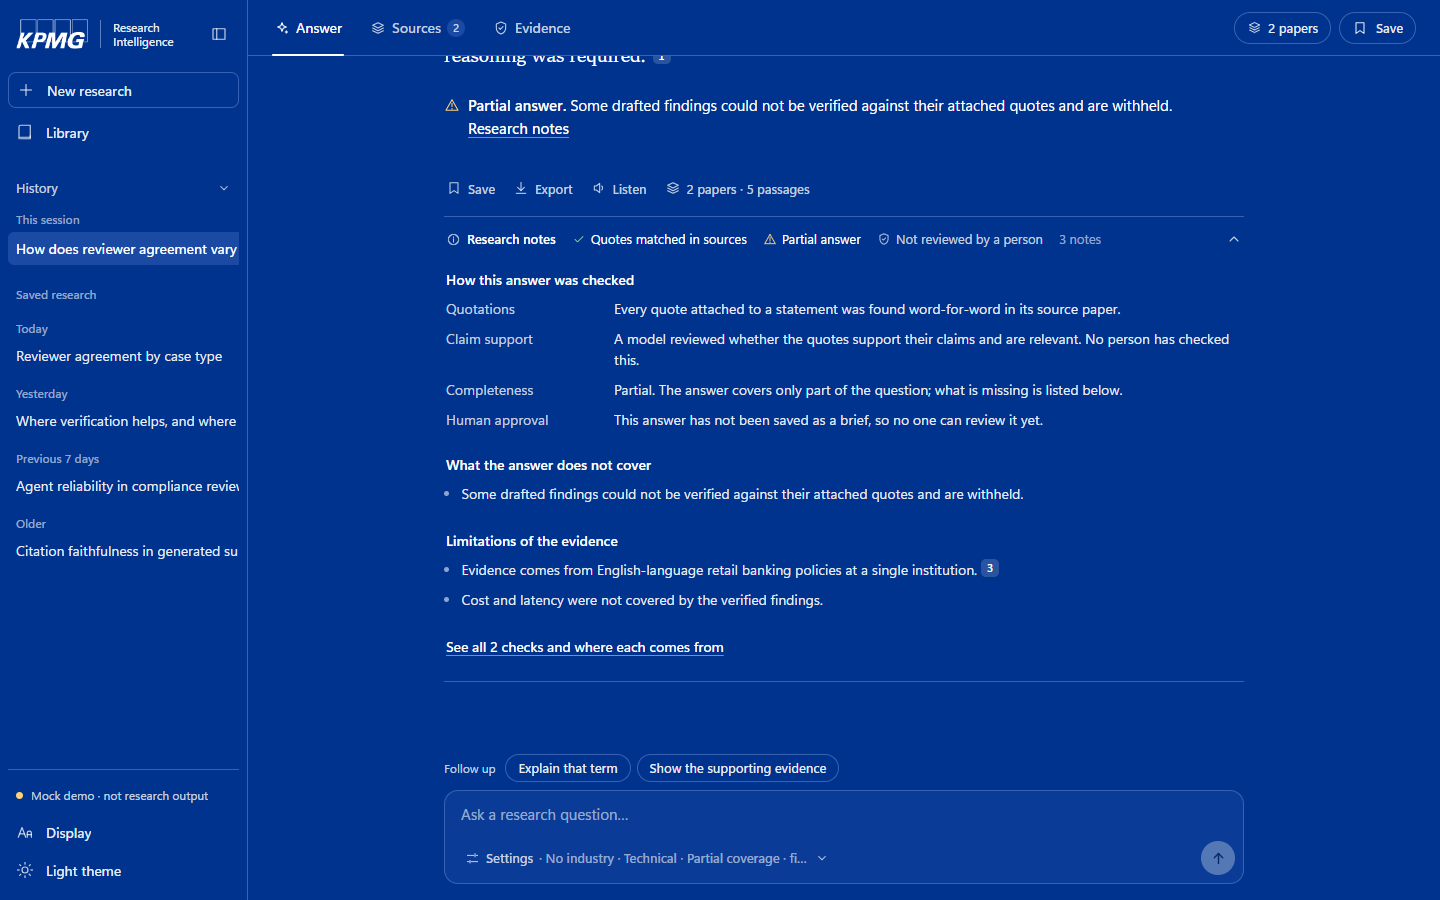 KPMG
Research
Intelligence
New research
Library
History
This session
How does reviewer agreement vary
Saved research
Today
Reviewer agreement by case type
Yesterday
Where verification helps, and where
Previous 7 days
Agent reliability in compliance review
Older
Citation faithfulness in generated su
Mock demo · not research output
Display
Light theme
Answer
Sources 2
Evidence
2 papers
Save
reasoning was required. 1
Partial answer. Some drafted findings could not be verified against their attached quotes and are withheld.
Research notes
Save
Export
Listen
2 papers · 5 passages
Research notes
Quotes matched in sources
Partial answer
Not reviewed by a person
3 notes
How this answer was checked
Quotations
Every quote attached to a statement was found word-for-word in its source paper.
Claim support
A model reviewed whether the quotes support their claims and are relevant. No person has checked
this.
Completeness
Partial. The answer covers only part of the question; what is missing is listed below.
Human approval
This answer has not been saved as a brief, so no one can review it yet.
What the answer does not cover
Some drafted findings could not be verified against their attached quotes and are withheld.
Limitations of the evidence
Evidence comes from English-language retail banking policies at a single institution. 3
Cost and latency were not covered by the verified findings.
See all 2 checks and where each comes from
Follow up
Explain that term
Show the supporting evidence
Ask a research question...
Settings · No industry · Technical · Partial coverage · fi...